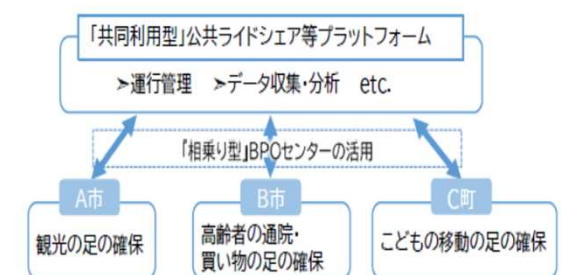 「共同利用型」公共ライドシェア等プラットフォーム
➢運行管理 ➢データ収集・分析 etc.
『相乗り型』BPOセンターの活用
A市
B市
C町
観光の足の確保
高齢者の通院・
買い物の足の確保
こどもの移動の足の確保